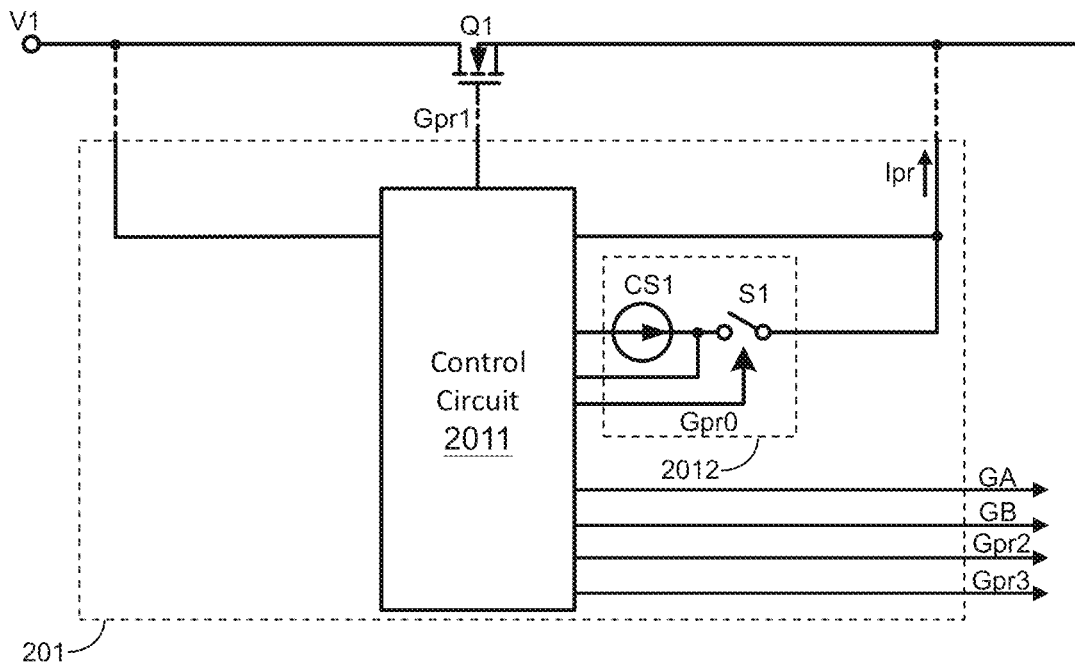 V1
Q1
Gpr1
Ipr
CS1
S1
Control
Circuit
2011
Gpr0
2012
GA
GB
Gpr2
Gpr3
201